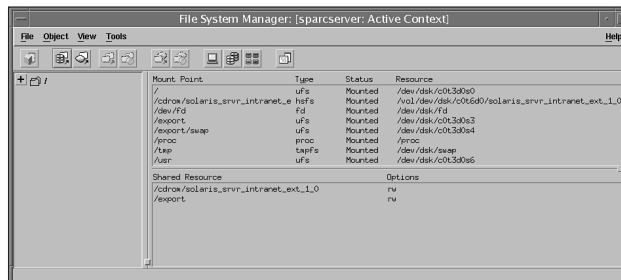 File System Manager: [sparcserver: Active Context]
File Object View Tools Help
/
Mount Point Type Status Resource
/ ufs Mounted /dev/dsk/c0t3d0s0
/cdrom/solaris_srvr_intranet_e hsfs Mounted /vol/dev/dsk/c0t6d0/solaris_srvr_intranet_ext_1_0
/dev/fd fd Mounted /dev/dsk/fd
/export ufs Mounted /dev/dsk/c0t3d0s3
/export/swap ufs Mounted /dev/dsk/c0t3d0s4
/proc proc Mounted /proc
/tmp tmpfs Mounted /dev/dsk/swap
/usr ufs Mounted /dev/dsk/c0t3d0s6
Shared Resource Options
/cdrom/solaris_srvr_intranet_ext_1_0 rw
/export rw